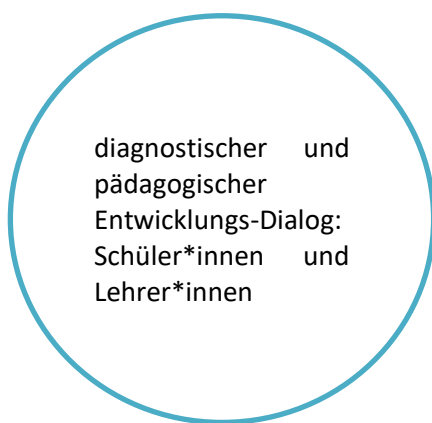 diagnostischer und
pädagogischer
Entwicklungs-Dialog:
Schüler*innen und
Lehrer*innen